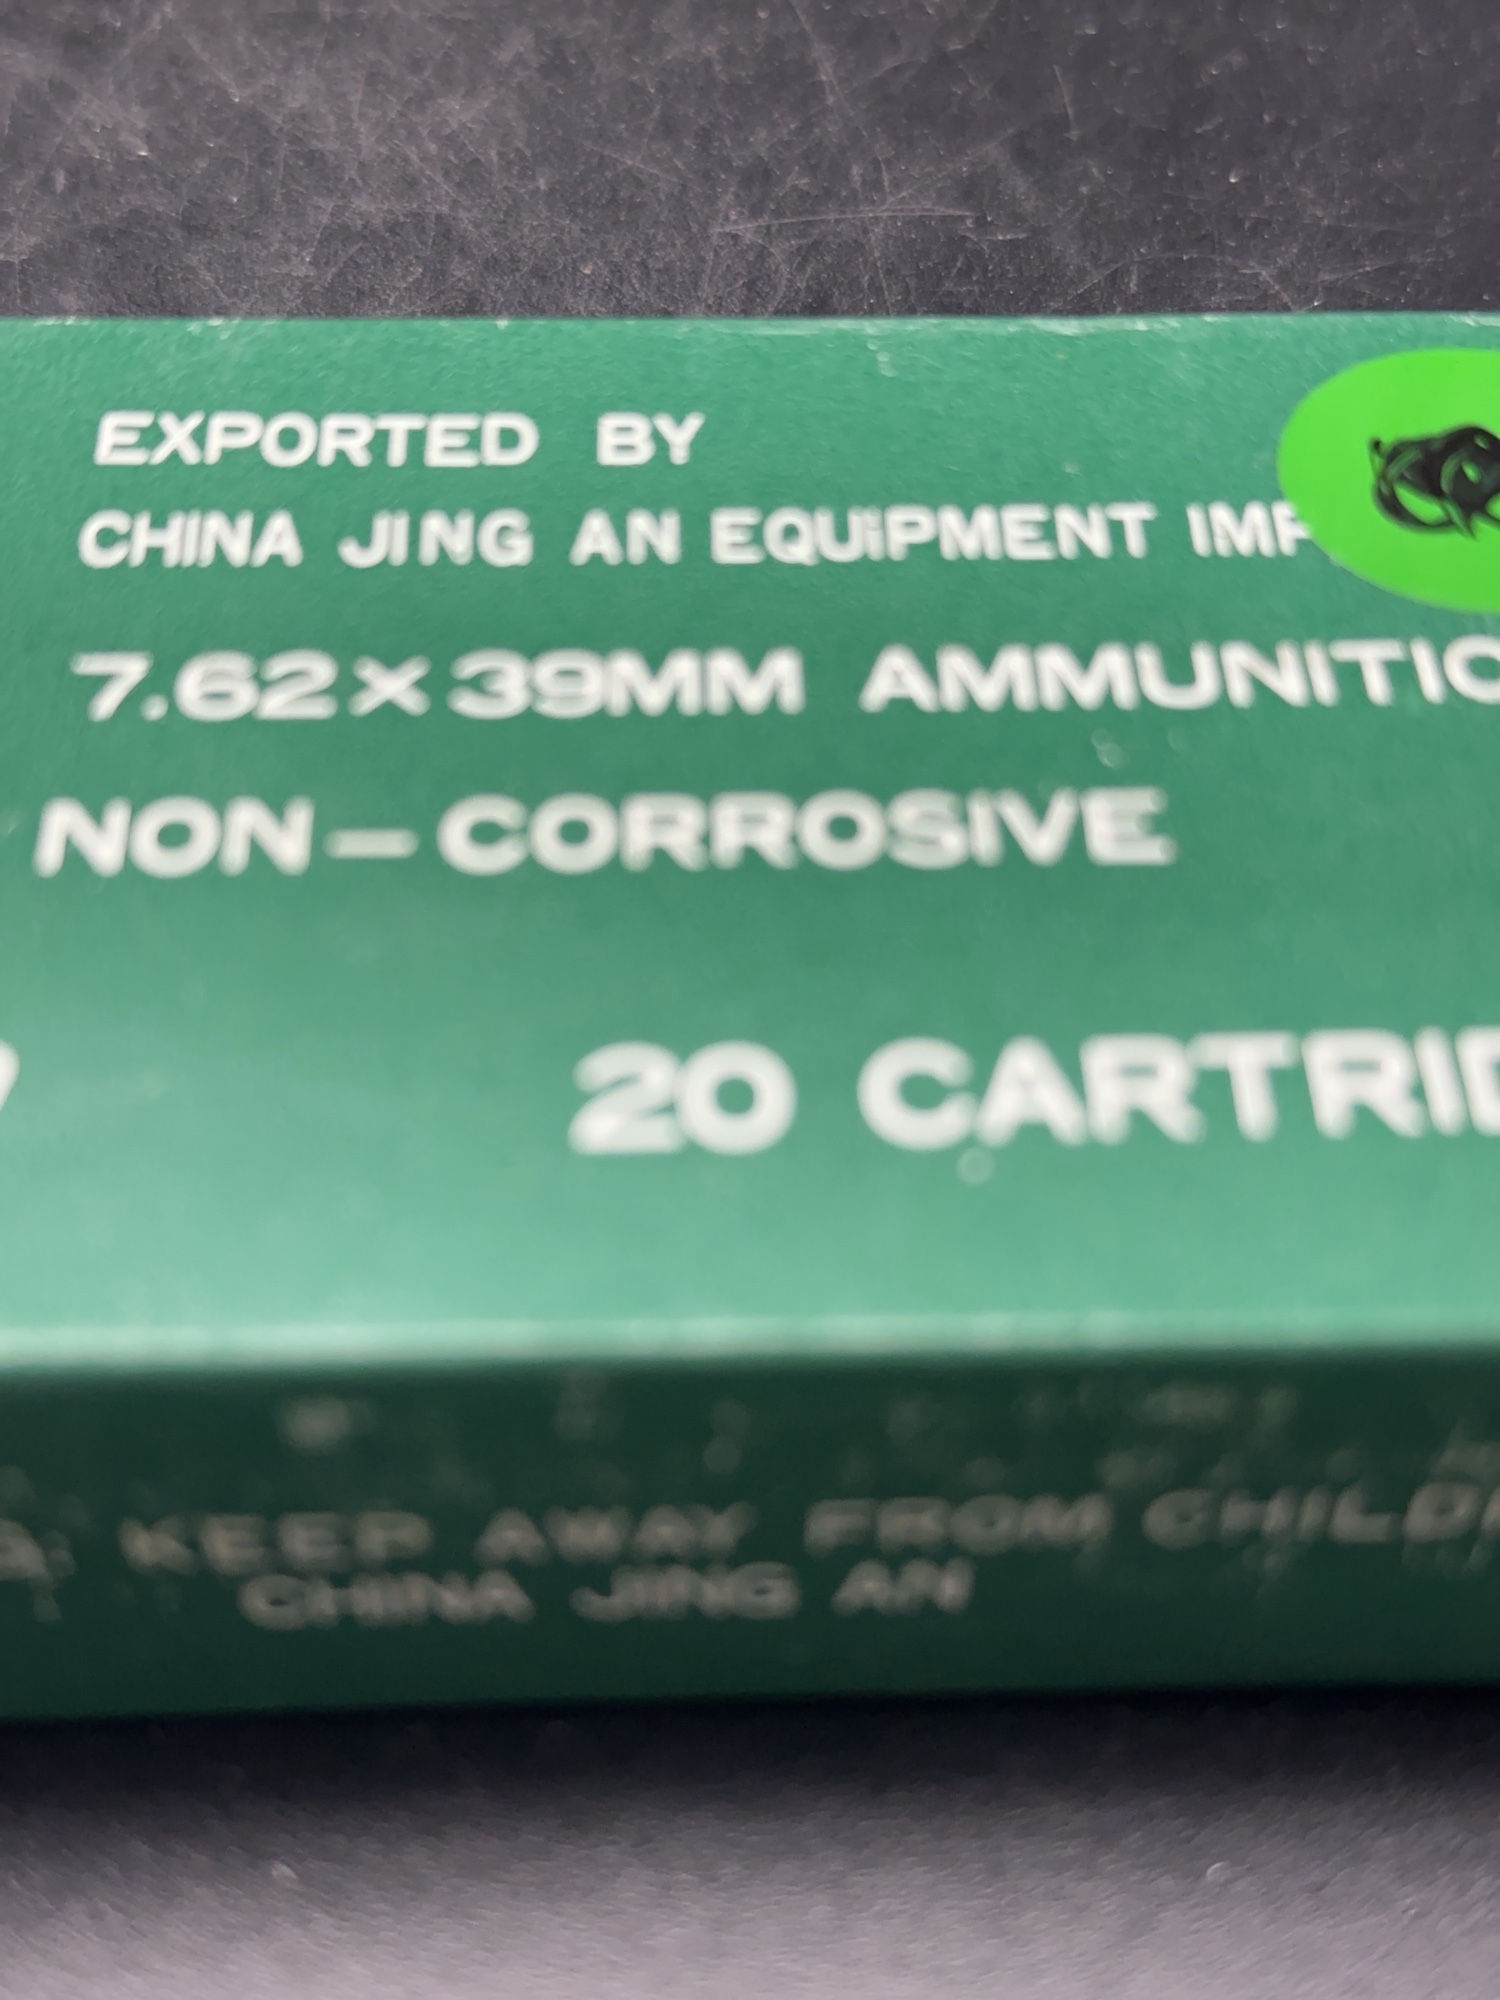 EXPORTED BY
CHINA JING AN EQUIPMENT IMP
7.62×39MM AMMUNITIO
NON-CORROSIVE
20 CARTRID
KEEP AWAY FROM CHILDR
CHINA JING AN